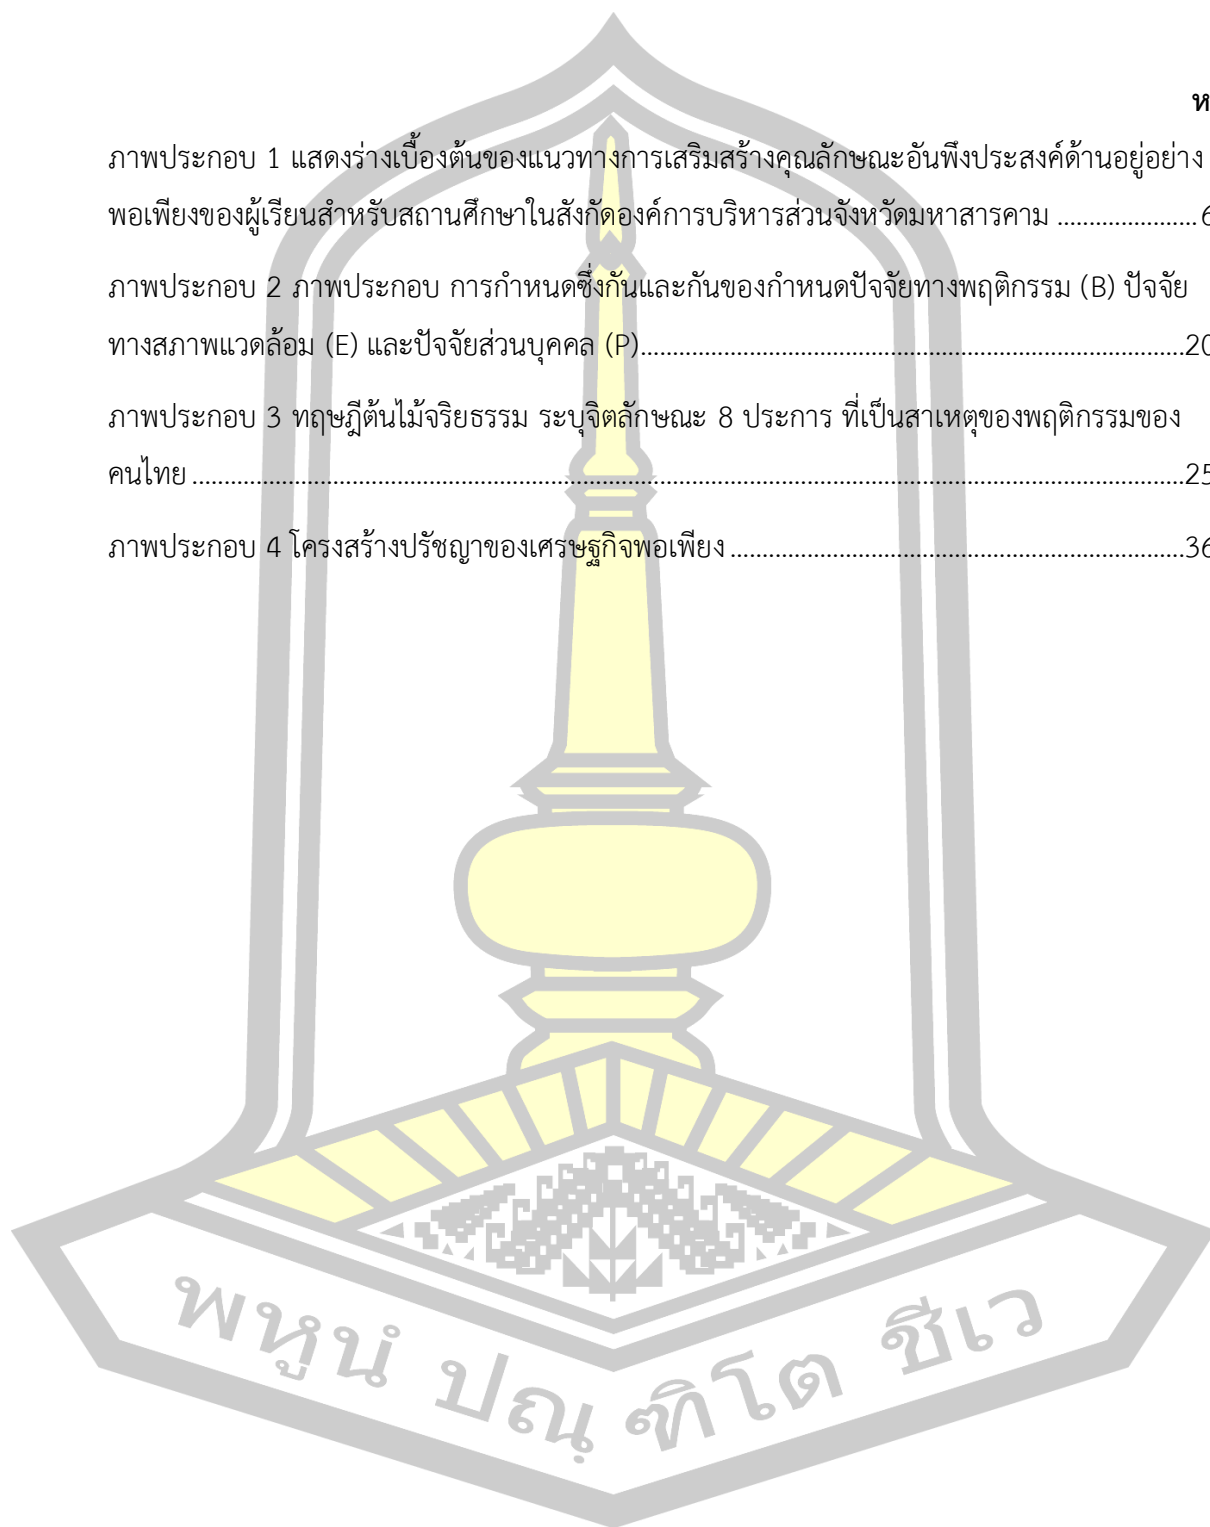 ห
ภาพประกอบ 1 แสดงร่างเบื้องต้นของแนวทางการเสริมสร้างคุณลักษณะอันพึงประสงค์ด้านอยู่อย่าง
พอเพียงของผู้เรียนสำหรับสถานศึกษาในสังกัดองค์การบริหารส่วนจังหวัดมหาสารคาม ......................6
ภาพประกอบ 2 ภาพประกอบ การกำหนดซึ่งกันและกันของกำหนดปัจจัยทางพฤติกรรม (B) ปัจจัย
ทางสภาพแวดล้อม (E) และปัจจัยส่วนบุคคล (P)......................................................................20
ภาพประกอบ 3 ทฤษฎีต้นไม้จริยธรรม ระบุจิตลักษณะ 8 ประการ ที่เป็นสาเหตุของพฤติกรรมของ
คนไทย ......................................................................25
ภาพประกอบ 4 โครงสร้างปรัชญาของเศรษฐกิจพอเพียง ......................................................................36
พหูนํ ปณฺฑิโต ชีเว